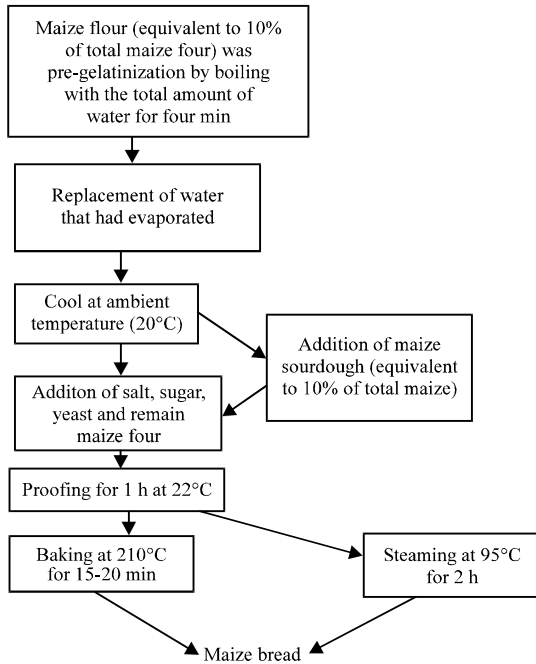 Maize flour (equivalent to 10%
of total maize four) was
pre-gelatinization by boiling
with the total amount of
water for four min
Replacement of water
that had evaporated
Cool at ambient
temperature (20°C)
Addition of maize
sourdough (equivalent
to 10% of total maize)
Additon of salt, sugar,
yeast and remain
maize four
Proofing for 1 h at 22°C
Baking at 210°C
for 15-20 min
Steaming at 95°C
for 2 h
Maize bread